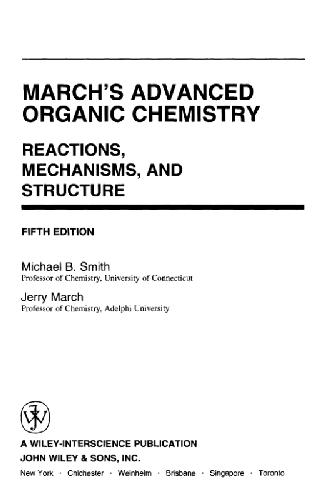 MARCH'S ADVANCED
ORGANIC CHEMISTRY
REACTIONS,
MECHANISMS, AND
STRUCTURE
FIFTH EDITION
Michael B. Smith
Professor of Chemistry, University of Connecticut
Jerry March
Professor of Chemistry, Adelphi University
A WILEY-INTERSCIENCE PUBLICATION
JOHN WILEY & SONS, INC.
New York · Chichester · Weinheim · Brisbane · Singapore · Toronto